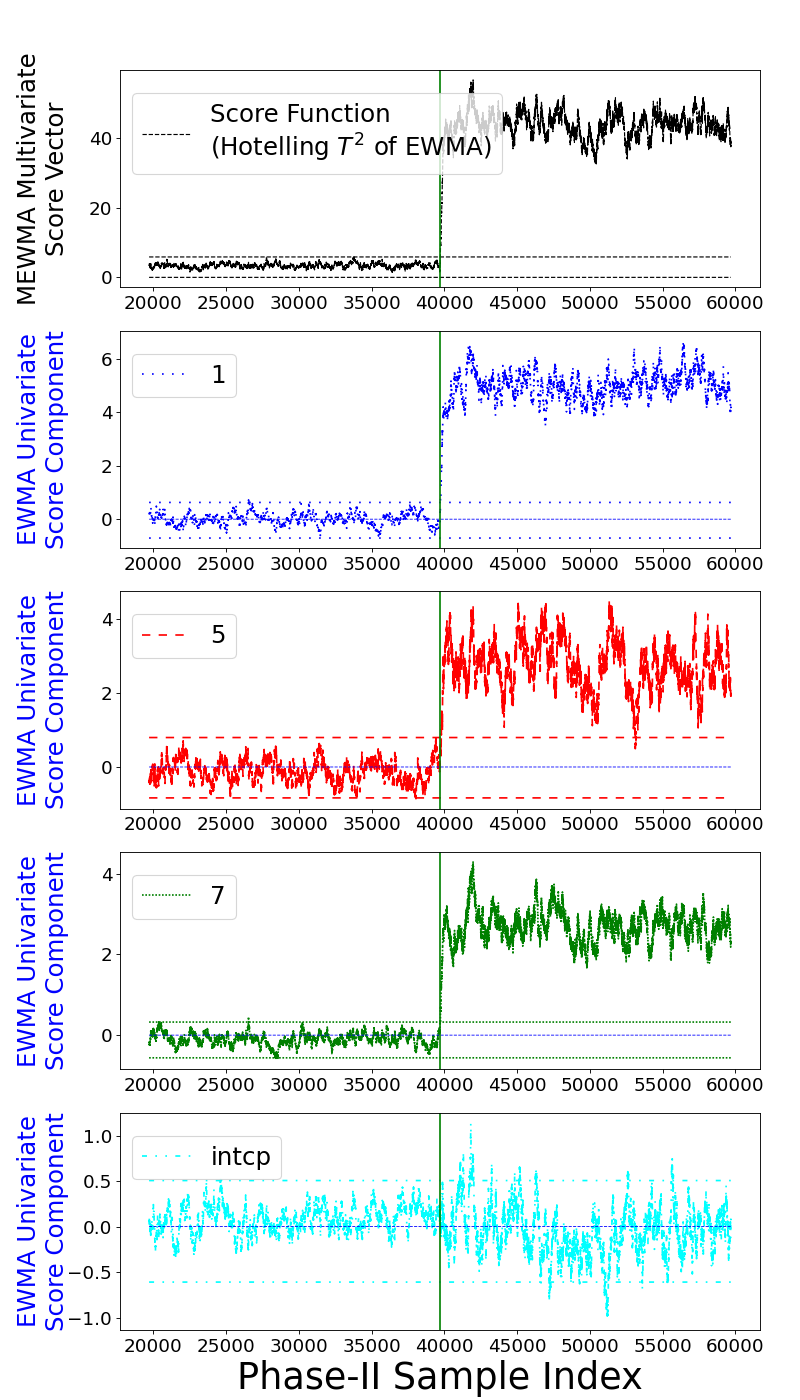 MEWMA Multivariate
Score Vector
40
20
0
Score Function
(Hotelling T² of EWMA)
20000 25000 30000 35000 40000 45000 50000 55000 60000
EWMA Univariate
Score Component
6
4
2
0
1
20000 25000 30000 35000 40000 45000 50000 55000 60000
EWMA Univariate
Score Component
4
2
0
5
20000 25000 30000 35000 40000 45000 50000 55000 60000
EWMA Univariate
Score Component
4
2
0
7
20000 25000 30000 35000 40000 45000 50000 55000 60000
EWMA Univariate
Score Component
1.0
0.5
0.0
−0.5
−1.0
intcp
20000 25000 30000 35000 40000 45000 50000 55000 60000
Phase-II Sample Index